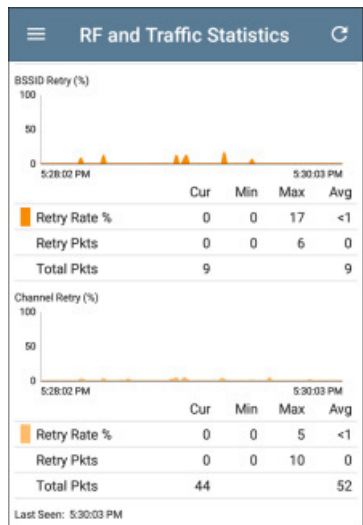 RF and Traffic Statistics
BSSID Retry (%)
100
50
0
5:28:02 PM 5:30:03 PM
Cur Min Max Avg
Retry Rate % 0 0 17 <1
Retry Pkts 0 0 6 0
Total Pkts 9 9
Channel Retry (%)
100
50
0
5:28:02 PM 5:30:03 PM
Cur Min Max Avg
Retry Rate % 0 0 5 <1
Retry Pkts 0 0 10 0
Total Pkts 44 52
Last Seen: 5:30:03 PM